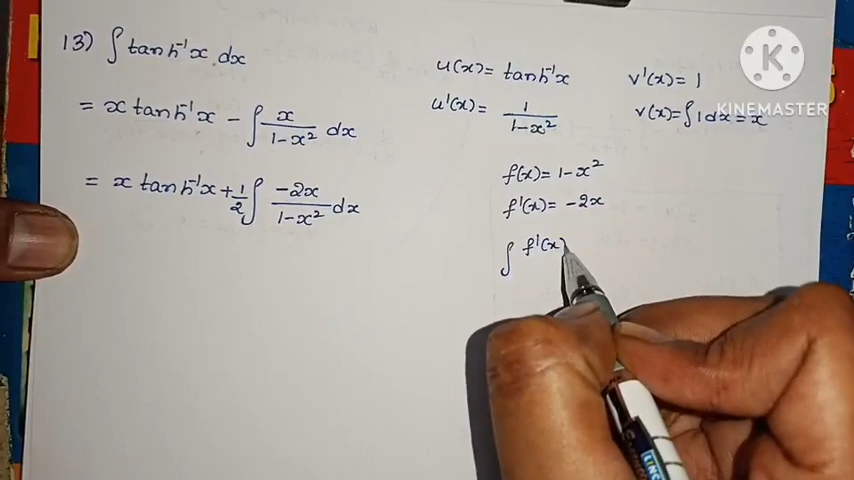 13) ∫ tanh⁻¹x dx
= x tanh⁻¹x - ∫ x/(1-x²) dx
= x tanh⁻¹x + 1/2 ∫ -2x/(1-x²) dx
u(x) = tanh⁻¹x
v'(x) = 1
u'(x) = 1/(1-x²)
v(x) = ∫ 1 dx = x
f(x) = 1-x²
f'(x) = -2x
∫ f'(x)
K
KINEMASTER